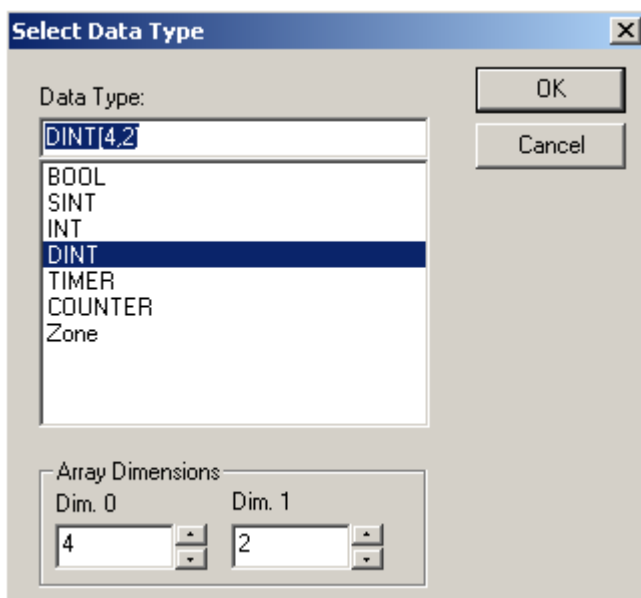 Select Data Type
Data Type:
OK
DINT[4,2]
Cancel
BOOL
SINT
INT
DINT
TIMER
COUNTER
Zone
Array Dimensions
Dim. 0 Dim. 1
4 2